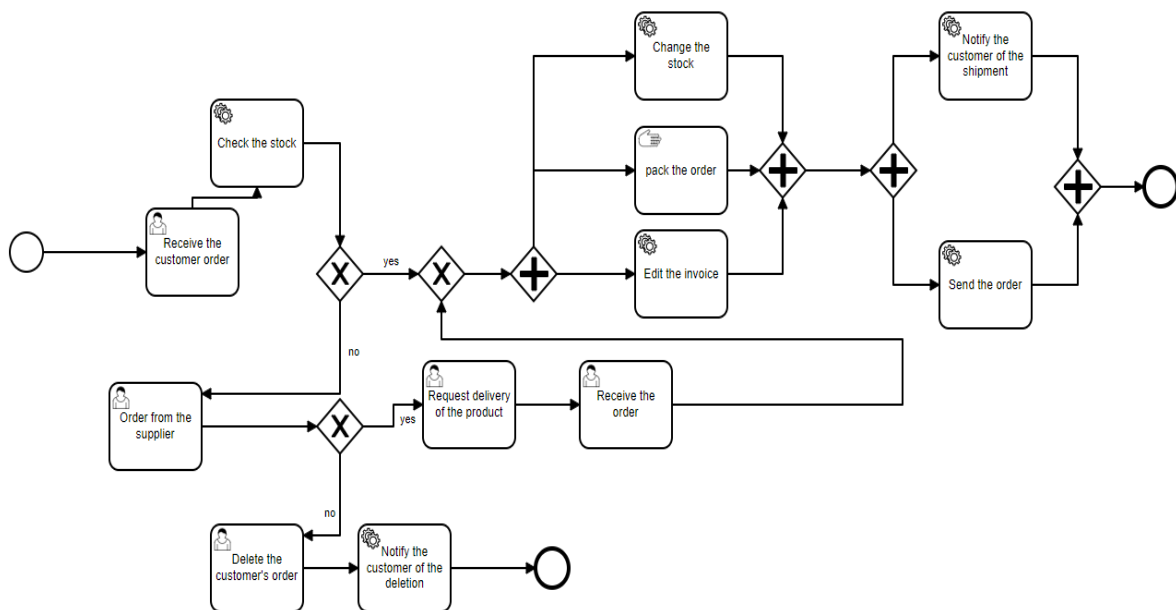 Change the
stock
Notify the
customer of the
shipment
Check the stock
pack the order
Receive the
customer order
yes
Edit the invoice
Send the order
no
Order from the
supplier
yes
Request delivery
of the product
Receive the
order
no
Delete the
customer's order
Notify the
customer of the
deletion